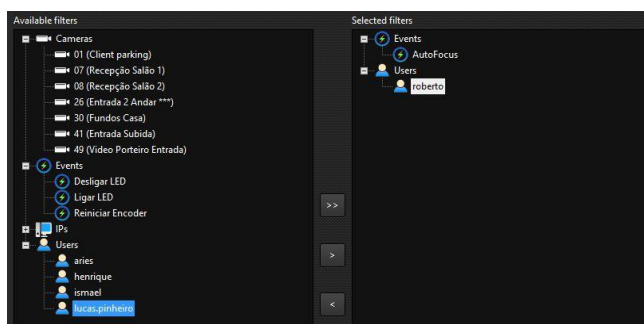 Available filters
Cameras
01 (Client parking)
07 (Recepção Salão 1)
08 (Recepção Salão 2)
26 (Entrada 2 Andar ***)
30 (Fundos Casa)
41 (Entrada Subida)
49 (Video Porteiro Entrada)
Events
Desligar LED
Ligar LED
Reiniciar Encoder
IPs
Users
aries
henrique
ismael
lucas.pinheiro
>>
>
<
Selected filters
Events
AutoFocus
Users
roberto